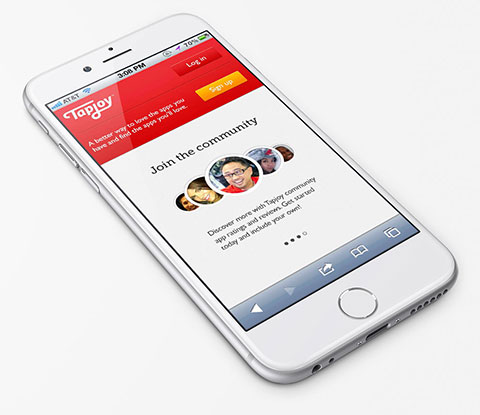 AT&T
3:08 PM
70%
Log in
Tapjoy
Sign up
A better way to love the apps you
have and find the apps you'll love.
Join the community
Discover more with Tapjoy community
app ratings and reviews. Get started
today and include your own!